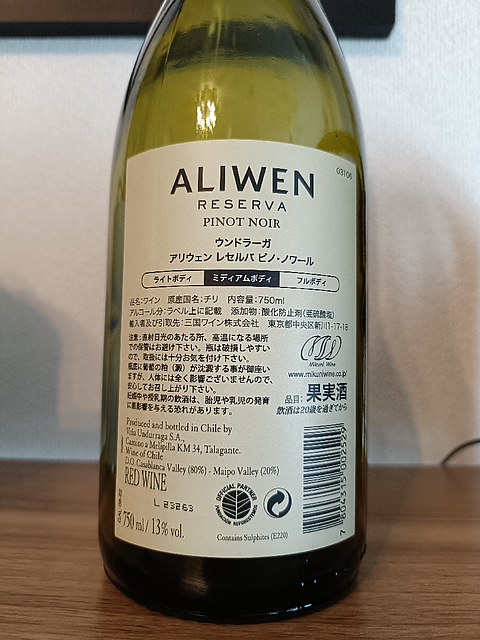 03106
ALIWEN
RESERVA
PINOT NOIR
ウンドラーガ
アリウェン レセルバ ピノ・ノワール
ライトボディ ミディアムボディ フルボディ
品名:ワイン 原産国名:チリ 内容量:750ml
アルコール分:ラベル上に記載 添加物:酸化防止剤(亜硫酸塩)
輸入者及び引取先:三国ワイン株式会社 東京都中央区新川1-17-18
注意:直射日光のあたる所、高温になる場所
での保管はお避け下さい。瓶は破損しやすい
ので、取扱には十分お気を付け下さい。
瓶底に葡萄の粕(澱)が沈澱する事が御座い
ますが、人体には全く影響ございませんので、
安心してお召し上がり下さい。
妊娠中や授乳期の飲酒は、胎児や乳児の発育
に悪影響を与える恐れがあります。
Mikuni Wine
www.mikuniwine.co.jp
品目:果実酒
飲酒は20歳を過ぎてから
Produced and bottled in Chile by
Viña Undurraga S.A.,
Camino a Melipilla KM 34, Talagante.
Wine of Chile
D.O. Casablanca Valley (80%) - Maipo Valley (20%)
RED WINE
L 23263
750 ml / 13% vol.
OFFICIAL PARTNER
FUNDACIÓN REFORESTEMOS
Contains Sulphites (E220)
7 804315 002527